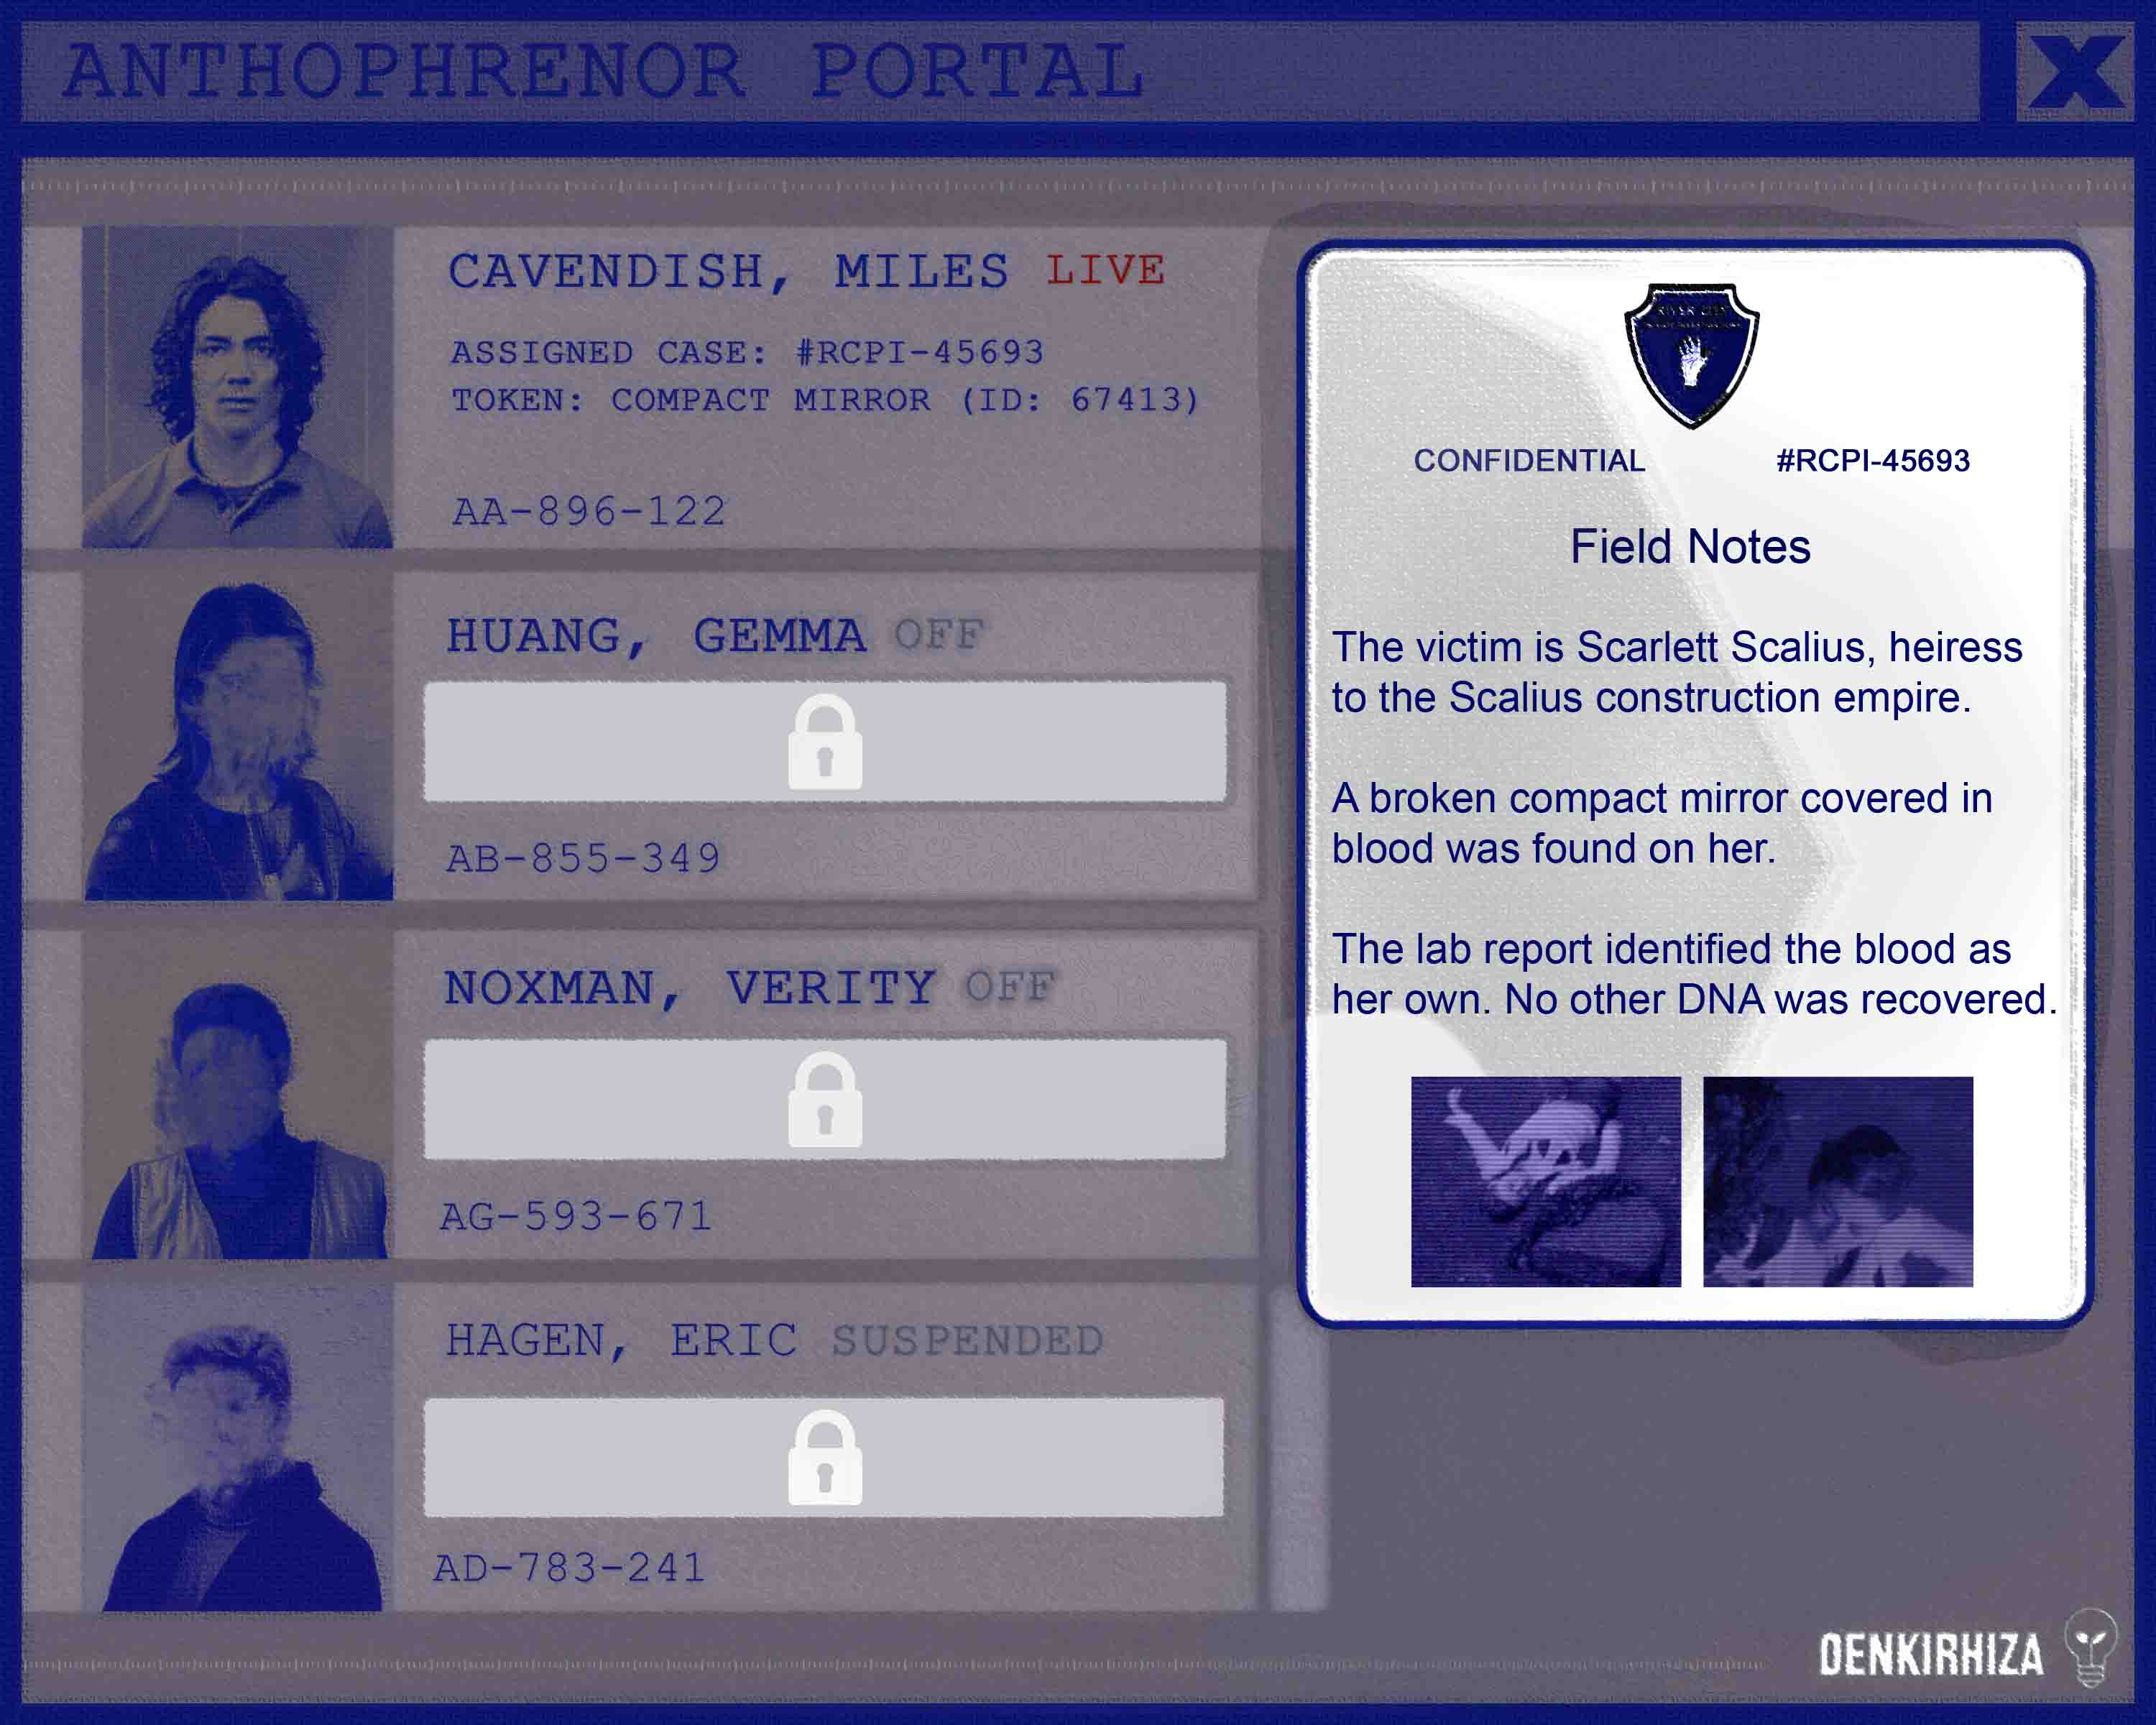 ANTHOPHRENOR PORTAL
X
CAVENDISH, MILES LIVE
ASSIGNED CASE: #RCPI-45693
TOKEN: COMPACT MIRROR (ID: 67413)
AA-896-122
HUANG, GEMMA OFF
AB-855-349
NOXMAN, VERITY OFF
AG-593-671
HAGEN, ERIC SUSPENDED
AD-783-241
RIVER CITY
CONFIDENTIAL #RCPI-45693
Field Notes
The victim is Scarlett Scalius, heiress
to the Scalius construction empire.
A broken compact mirror covered in
blood was found on her.
The lab report identified the blood as
her own. No other DNA was recovered.
DENKIRHIZA